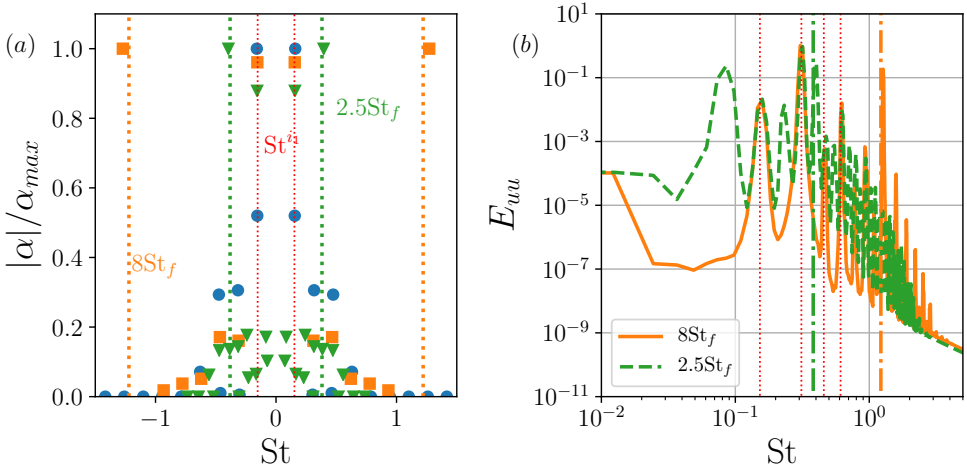 (a)
|α|/α_max
1.0
0.8
0.6
0.4
0.2
0.0
−1
0
1
St
8St_f
St^{i_1}
2.5St_f
(b)
E_uu
10^1
10^{−1}
10^{−3}
10^{−5}
10^{−7}
10^{−9}
10^{−11}
10^{−2}
10^{−1}
10^0
St
8St_f
2.5St_f